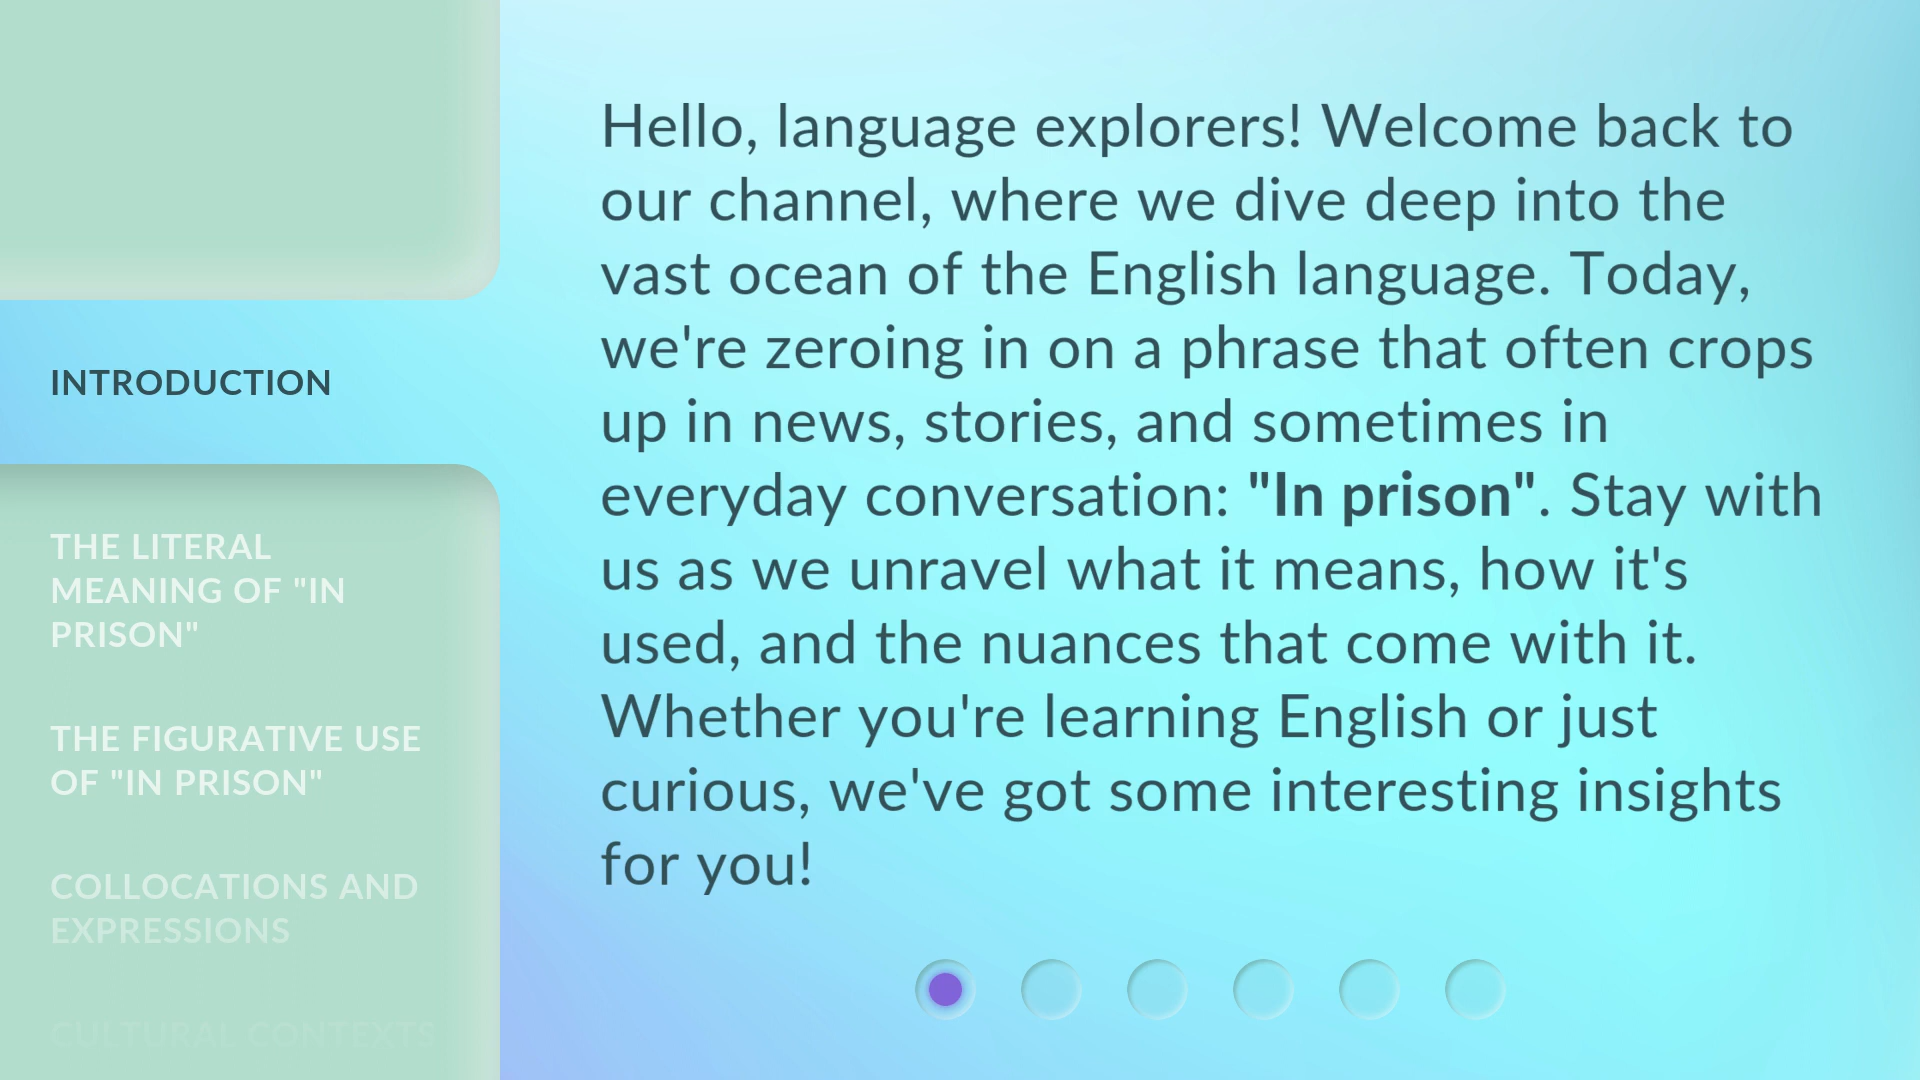 INTRODUCTION
THE LITERAL
MEANING OF "IN
PRISON"
THE FIGURATIVE USE
OF "IN PRISON"
COLLOCATIONS AND
EXPRESSIONS
CULTURAL CONTEXTS
Hello, language explorers! Welcome back to
our channel, where we dive deep into the
vast ocean of the English language. Today,
we're zeroing in on a phrase that often crops
up in news, stories, and sometimes in
everyday conversation: "In prison". Stay with
us as we unravel what it means, how it's
used, and the nuances that come with it.
Whether you're learning English or just
curious, we've got some interesting insights
for you!